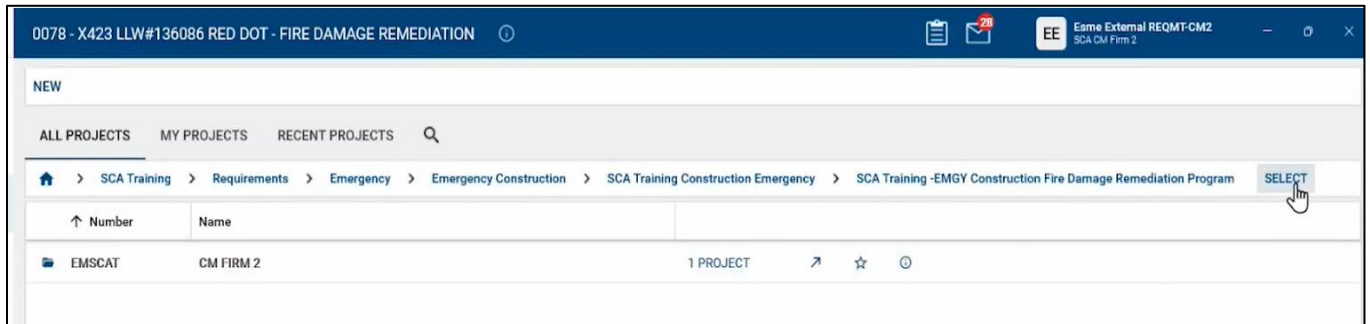 0078 - X423 LLW#136086 RED DOT - FIRE DAMAGE REMEDIATION
28
EE
Esme External REQMT-CM2
SCA CM Firm 2
NEW
ALL PROJECTS MY PROJECTS RECENT PROJECTS
> SCA Training > Requirements > Emergency > Emergency Construction > SCA Training Construction Emergency > SCA Training -EMGY Construction Fire Damage Remediation Program SELECT
↑ Number Name
EMSCAT CM FIRM 2 1 PROJECT